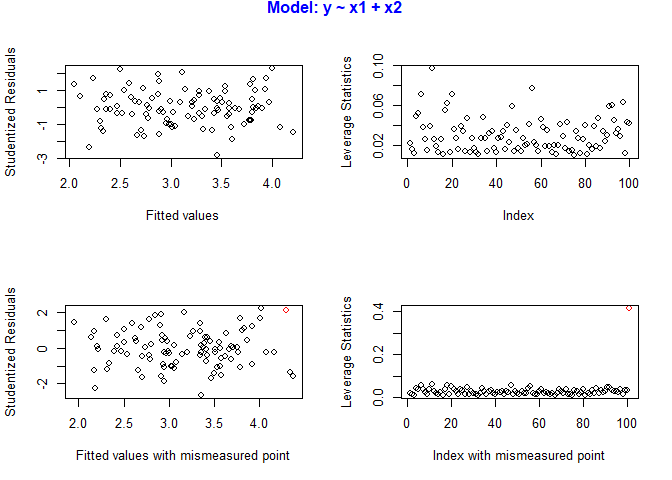 Model: y ~ x1 + x2
Studentized Residuals
1
-1
-3
2.0 2.5 3.0 3.5 4.0
Fitted values
Leverage Statistics
0.10
0.06
0.02
0 20 40 60 80 100
Index
Studentized Residuals
2
0
-2
2.0 2.5 3.0 3.5 4.0
Fitted values with mismeasured point
Leverage Statistics
0.4
0.2
0.0
0 20 40 60 80 100
Index with mismeasured point